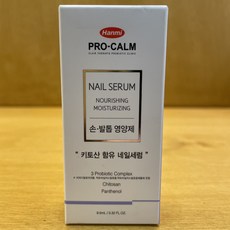 Hanmi
PRO-CALM
NAIL SERUM
NOURISHING
MOISTURIZING
손·발톱 영양제
" 키토산 함유 네일세럼 "
3 Probiotic Complex
Chitosan
Panthenol